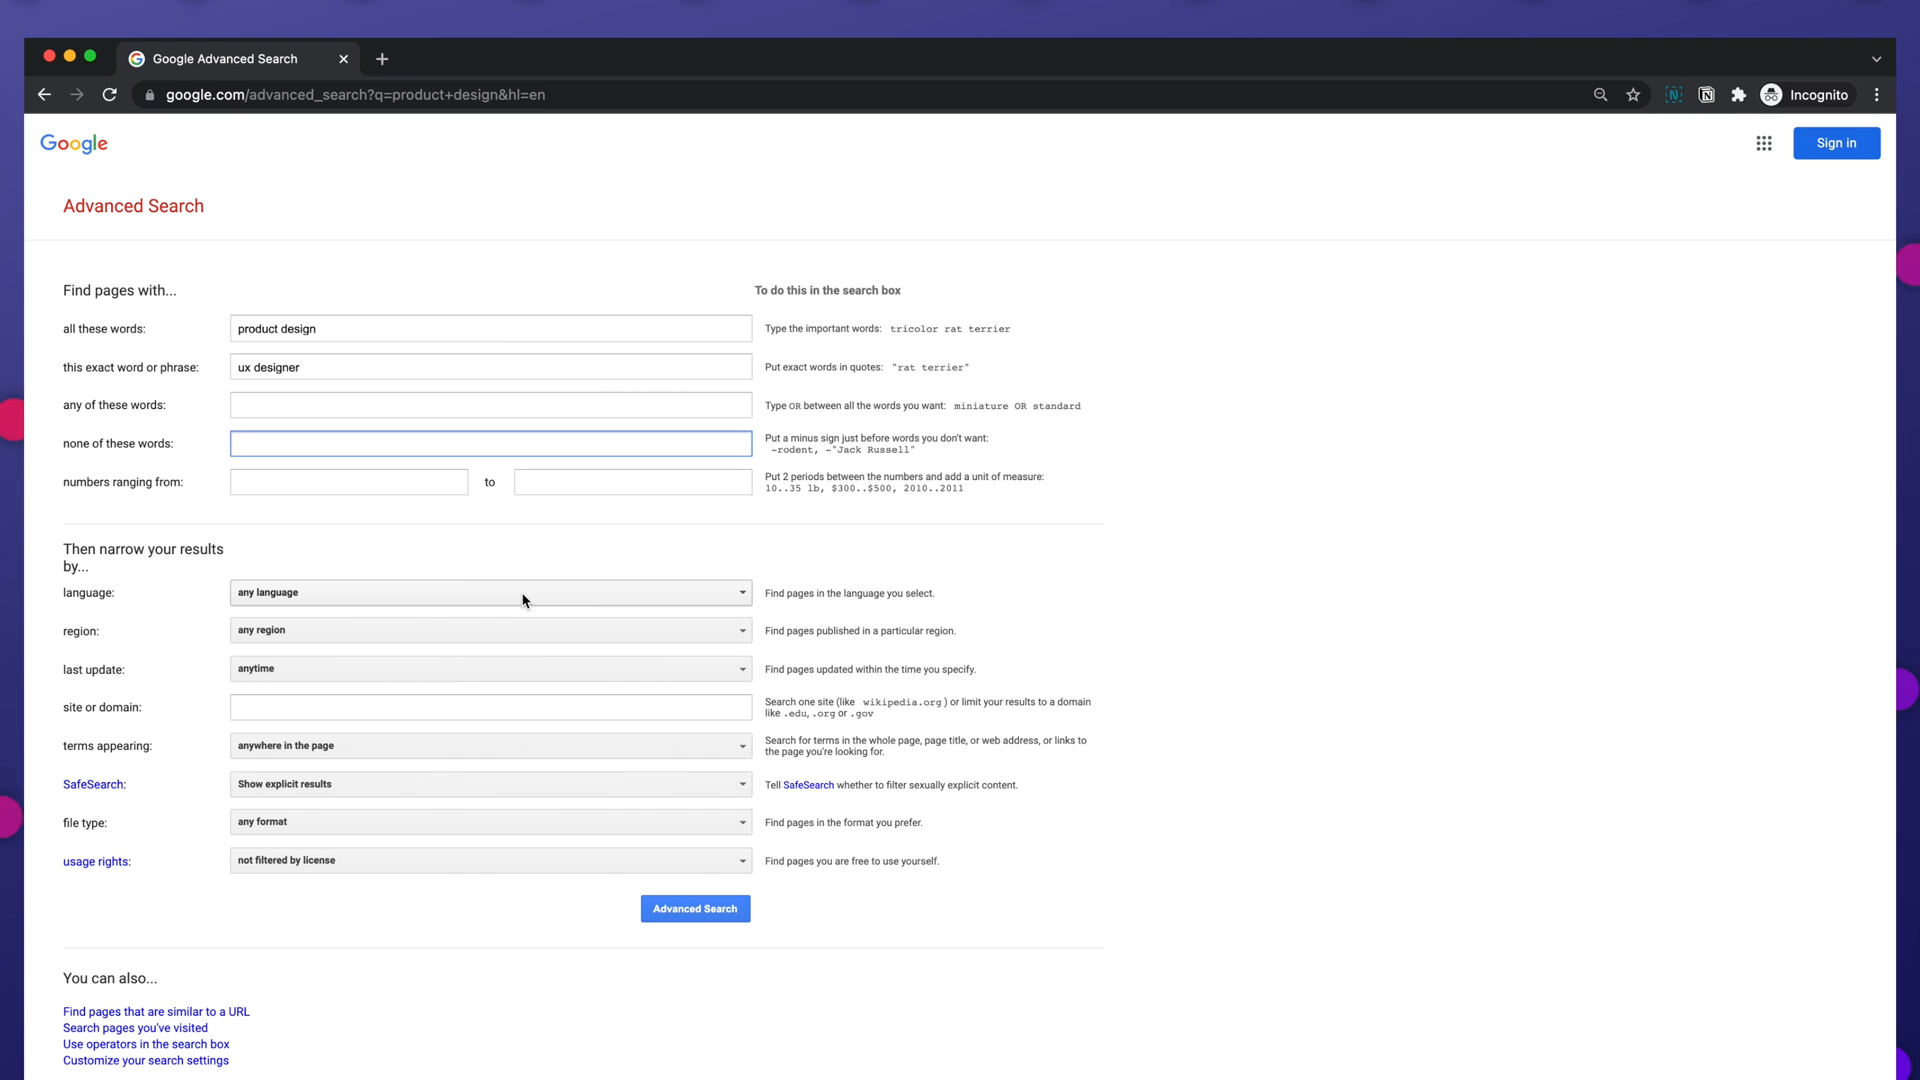 Google Advanced Search
google.com/advanced_search?q=product+design&hl=en
Incognito
Google
Sign in
Advanced Search
Find pages with...
To do this in the search box
all these words:
product design
Type the important words: tricolor rat terrier
this exact word or phrase:
ux designer
Put exact words in quotes: "rat terrier"
any of these words:
Type OR between all the words you want: miniature OR standard
none of these words:
Put a minus sign just before words you don't want:
-rodent, -"Jack Russell"
numbers ranging from:
to
Put 2 periods between the numbers and add a unit of measure:
10..35 lb, $300..$500, 2010..2011
Then narrow your results
by...
language:
any language
Find pages in the language you select.
region:
any region
Find pages published in a particular region.
last update:
anytime
Find pages updated within the time you specify.
site or domain:
Search one site (like wikipedia.org ) or limit your results to a domain
like .edu, .org or .gov
terms appearing:
anywhere in the page
Search for terms in the whole page, page title, or web address, or links to
the page you're looking for.
SafeSearch:
Show explicit results
Tell SafeSearch whether to filter sexually explicit content.
file type:
any format
Find pages in the format you prefer.
usage rights:
not filtered by license
Find pages you are free to use yourself.
Advanced Search
You can also...
Find pages that are similar to a URL
Search pages you've visited
Use operators in the search box
Customize your search settings